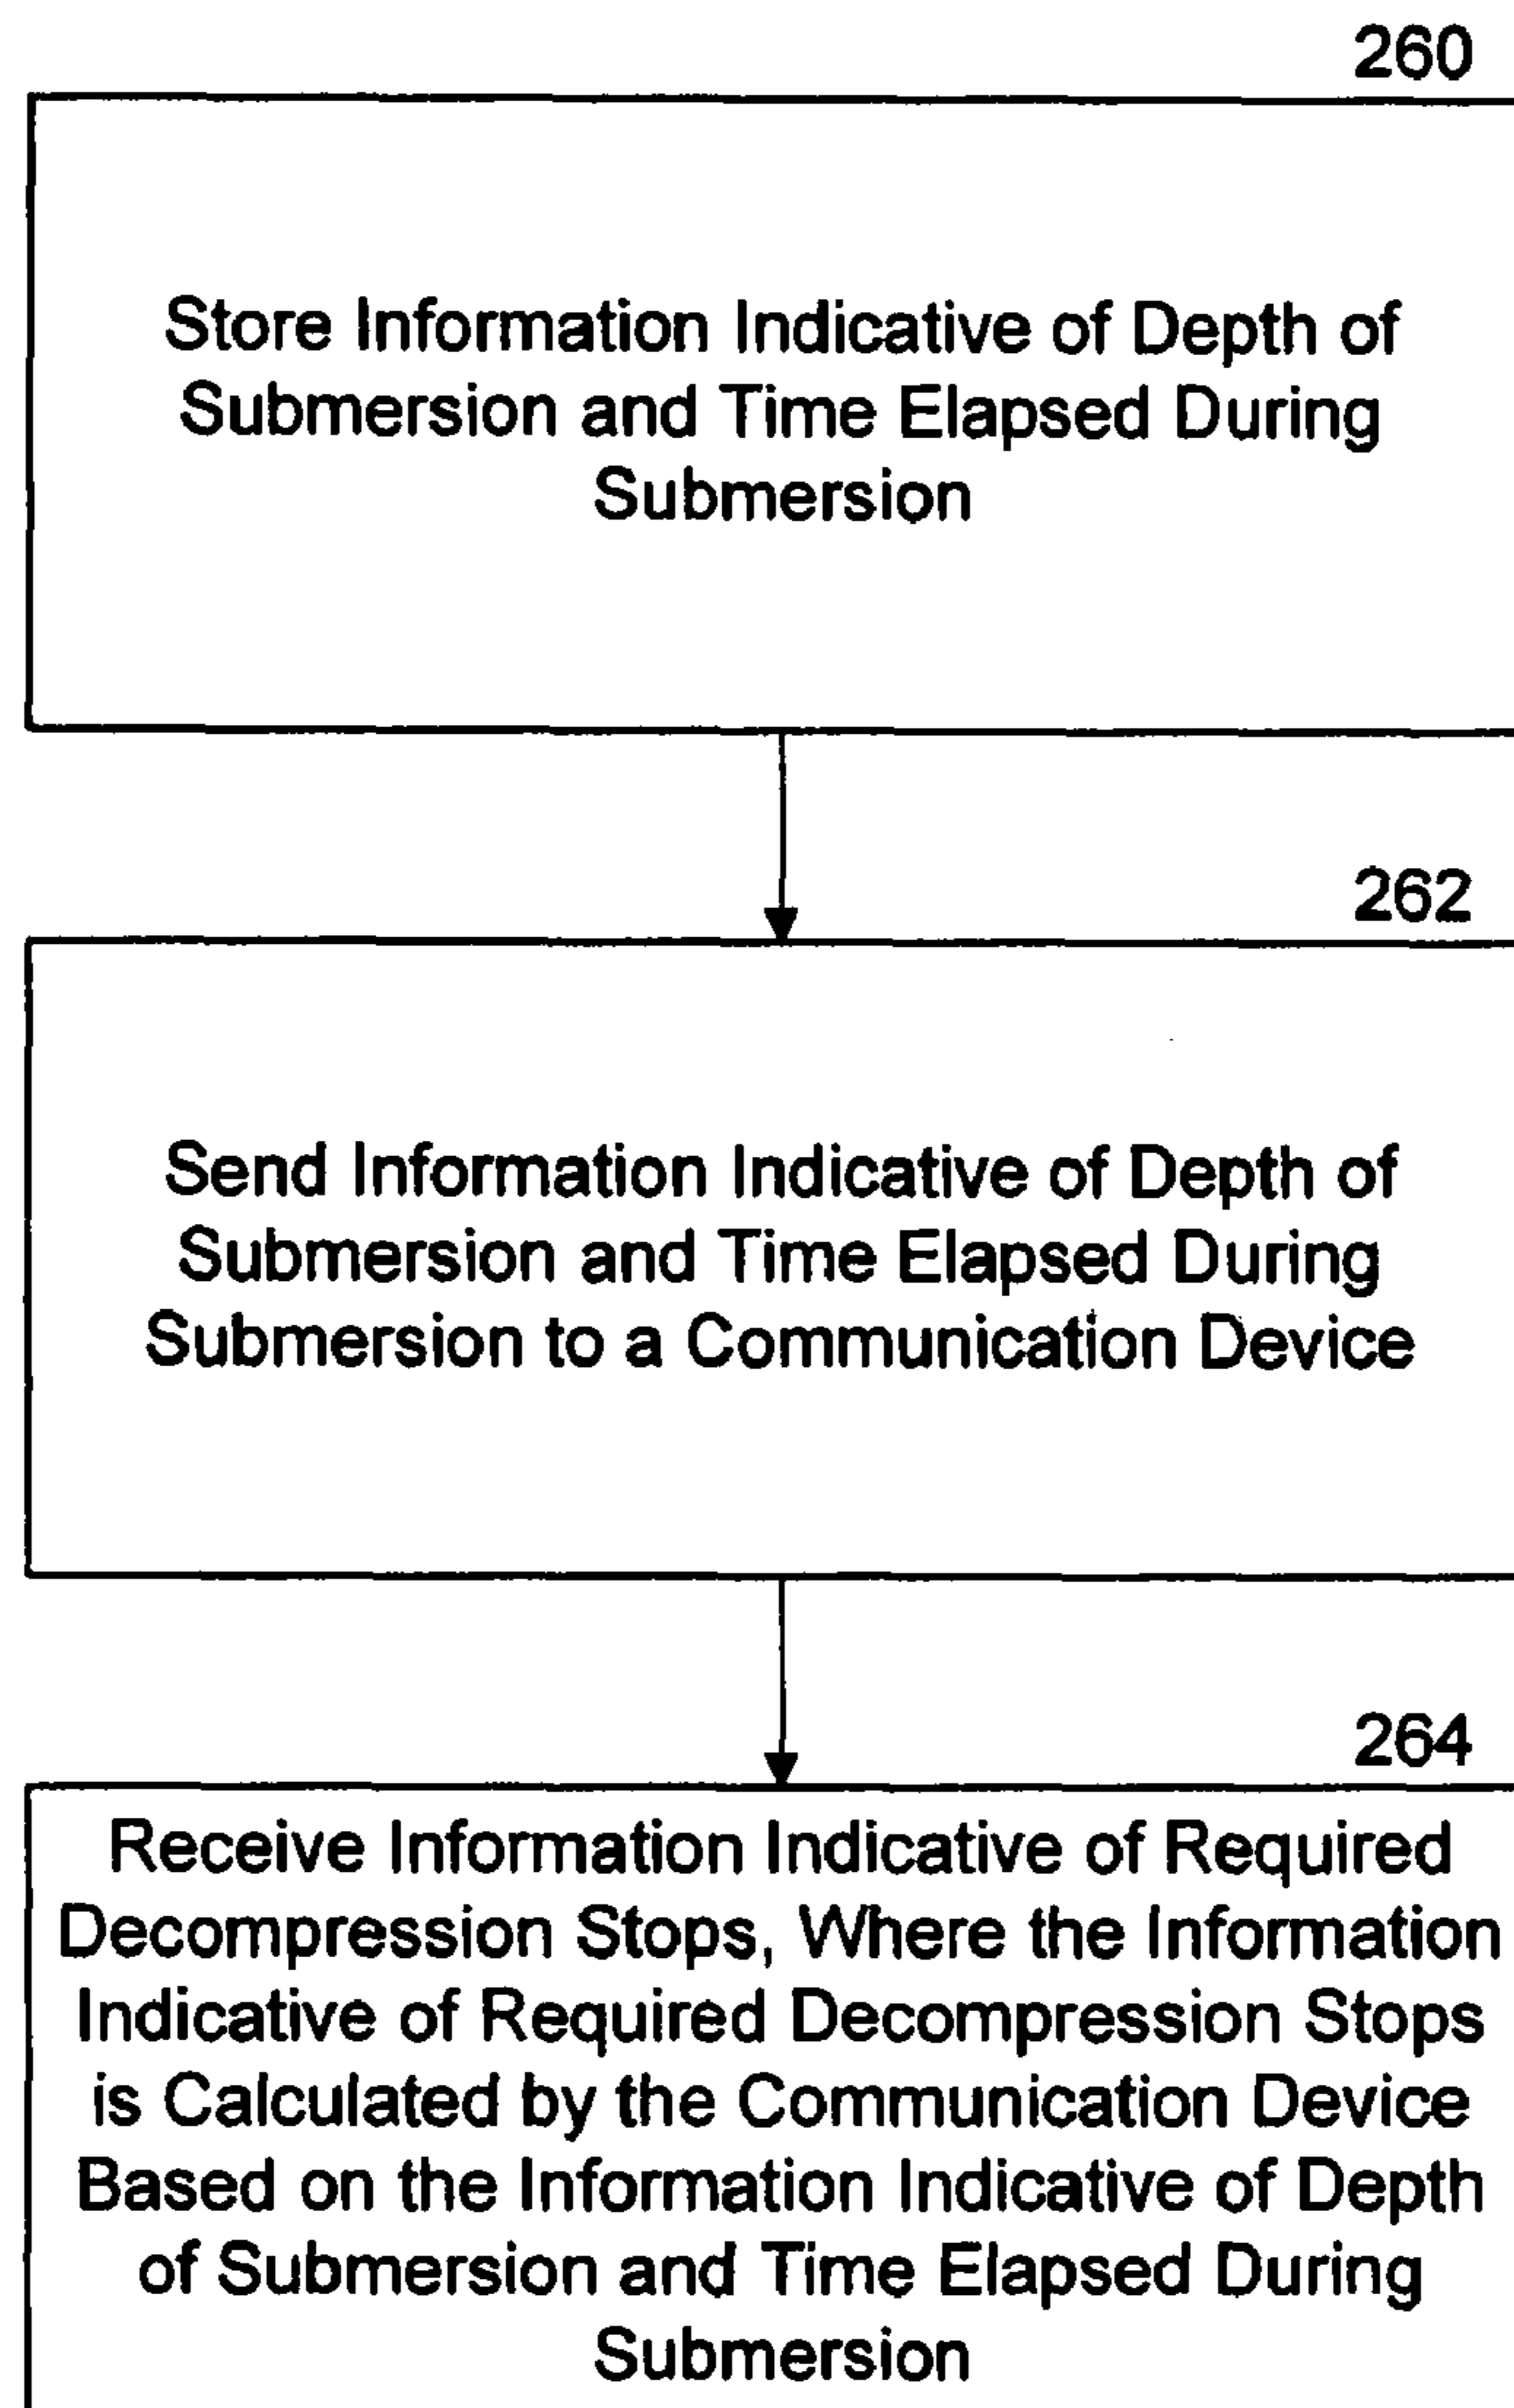 260
Store Information Indicative of Depth of
Submersion and Time Elapsed During
Submersion
262
Send Information Indicative of Depth of
Submersion and Time Elapsed During
Submersion to a Communication Device
264
Receive Information Indicative of Required
Decompression Stops, Where the Information
Indicative of Required Decompression Stops
is Calculated by the Communication Device
Based on the Information Indicative of Depth
of Submersion and Time Elapsed During
Submersion